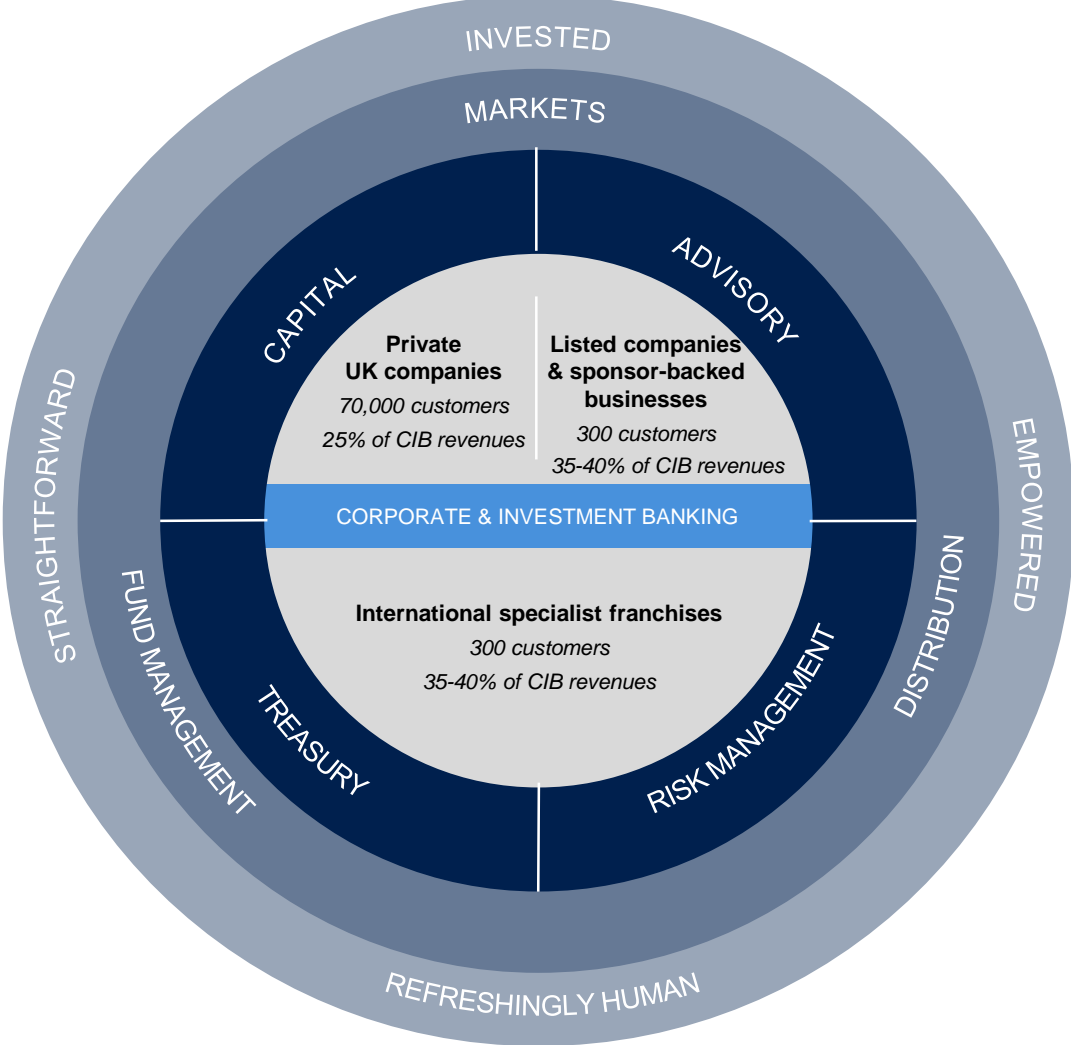 INVESTED
MARKETS
CAPITAL
ADVISORY
Private
UK companies
70,000 customers
25% of CIB revenues
Listed companies
& sponsor-backed
businesses
300 customers
35-40% of CIB revenues
STRAIGHTFORWARD
EMPOWERED
CORPORATE & INVESTMENT BANKING
FUND MANAGEMENT
DISTRIBUTION
International specialist franchises
300 customers
35-40% of CIB revenues
TREASURY
RISK MANAGEMENT
REFRESHINGLY HUMAN